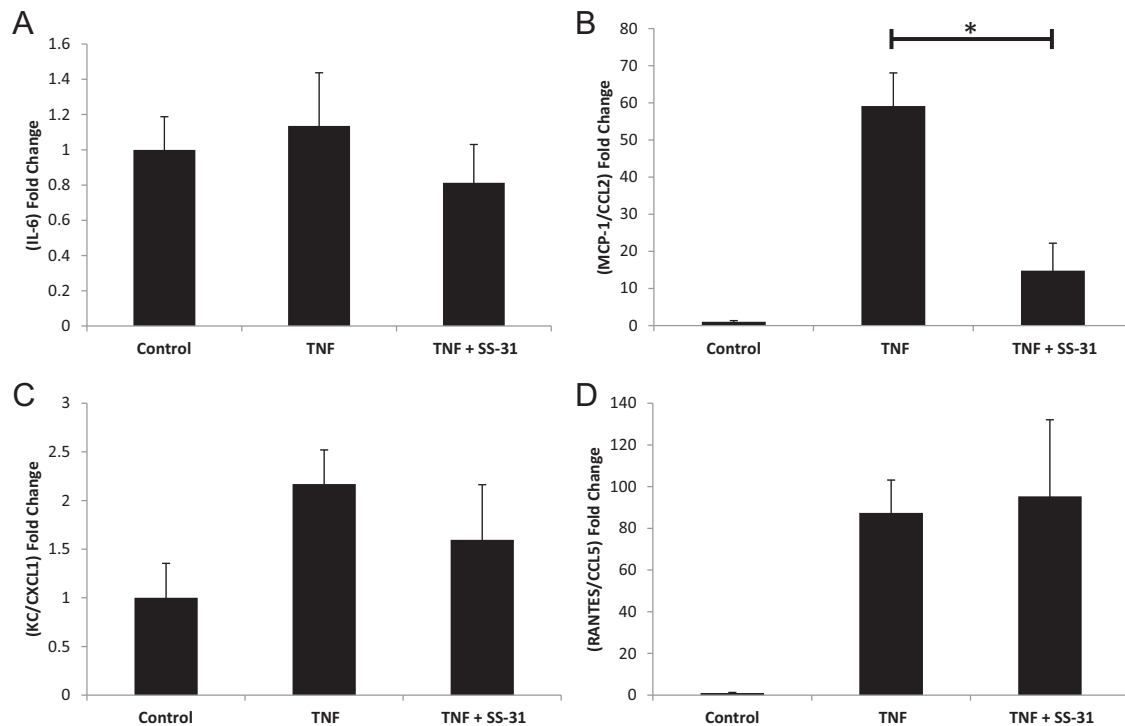 A
(IL-6) Fold Change
1.6
1.4
1.2
1
0.8
0.6
0.4
0.2
0
Control TNF TNF + SS-31
B
*
(MCP-1/CCL2) Fold Change
80
70
60
50
40
30
20
10
0
Control TNF TNF + SS-31
C
(KC/CXCL1) Fold Change
3
2.5
2
1.5
1
0.5
0
Control TNF TNF + SS-31
D
(RANTES/CCL5) Fold Change
140
120
100
80
60
40
20
0
Control TNF TNF + SS-31